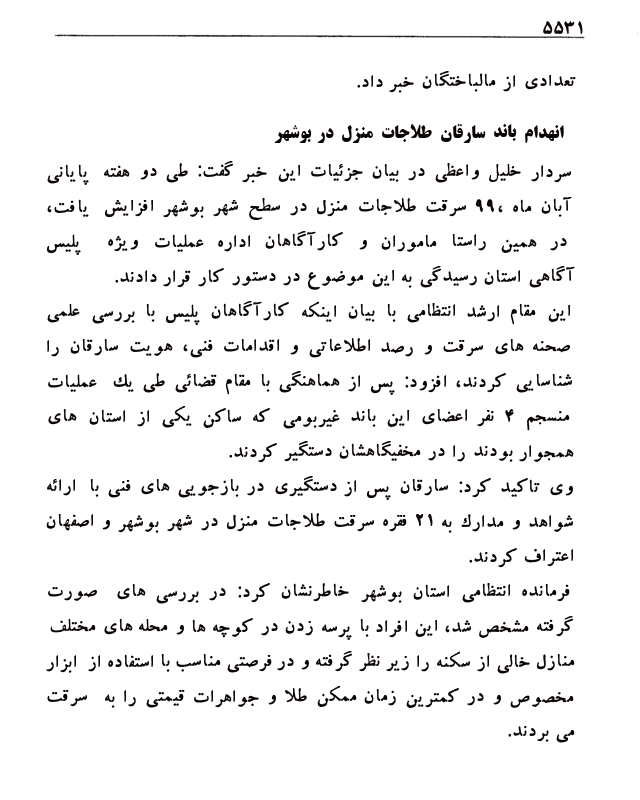 ۵۵۳۱
تعدادی از مالباختگان خبر داد.
انهدام باند سارقان طلاجات منزل در بوشهر
سردار خلیل واعظی در بیان جزئیات این خبر گفت: طی دو هفته پایانی
آبان ماه ۹۹، سرقت طلاجات منزل در سطح شهر بوشهر افزایش یافت،
در همین راستا ماموران و کارآگاهان اداره عملیات ویژه پلیس
آگاهی استان رسیدگی به این موضوع در دستور کار قرار دادند.
این مقام ارشد انتظامی با بیان اینکه کارآگاهان پلیس با بررسی علمی
صحنه های سرقت و رصد اطلاعاتی و اقدامات فنی، هویت سارقان را
شناسایی کردند، افزود: پس از هماهنگی با مقام قضائی طی یك عملیات
منسجم ۴ نفر اعضای این باند غیربومی که ساکن یکی از استان های
همجوار بودند را در مخفیگاهشان دستگیر کردند.
وی تاکید کرد: سارقان پس از دستگیری در بازجویی های فنی با ارائه
شواهد و مدارك به ۲۱ فقره سرقت طلاجات منزل در شهر بوشهر و اصفهان
اعتراف کردند.
فرمانده انتظامی استان بوشهر خاطرنشان کرد: در بررسی های صورت
گرفته مشخص شد، این افراد با پرسه زدن در کوچه ها و محله های مختلف
منازل خالی از سکنه را زیر نظر گرفته و در فرصتی مناسب با استفاده از ابزار
مخصوص و در کمترین زمان ممکن طلا و جواهرات قیمتی را به سرقت
می بردند.